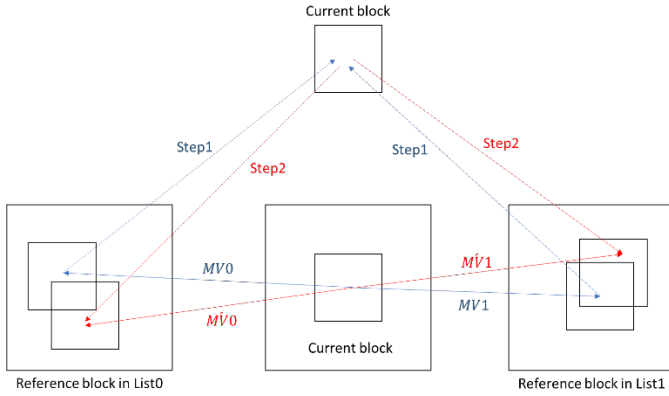 Current block
Step1
Step2
Step1
Step2
MV0
MV́1
MV́0
MV1
Current block
Reference block in List0
Reference block in List1